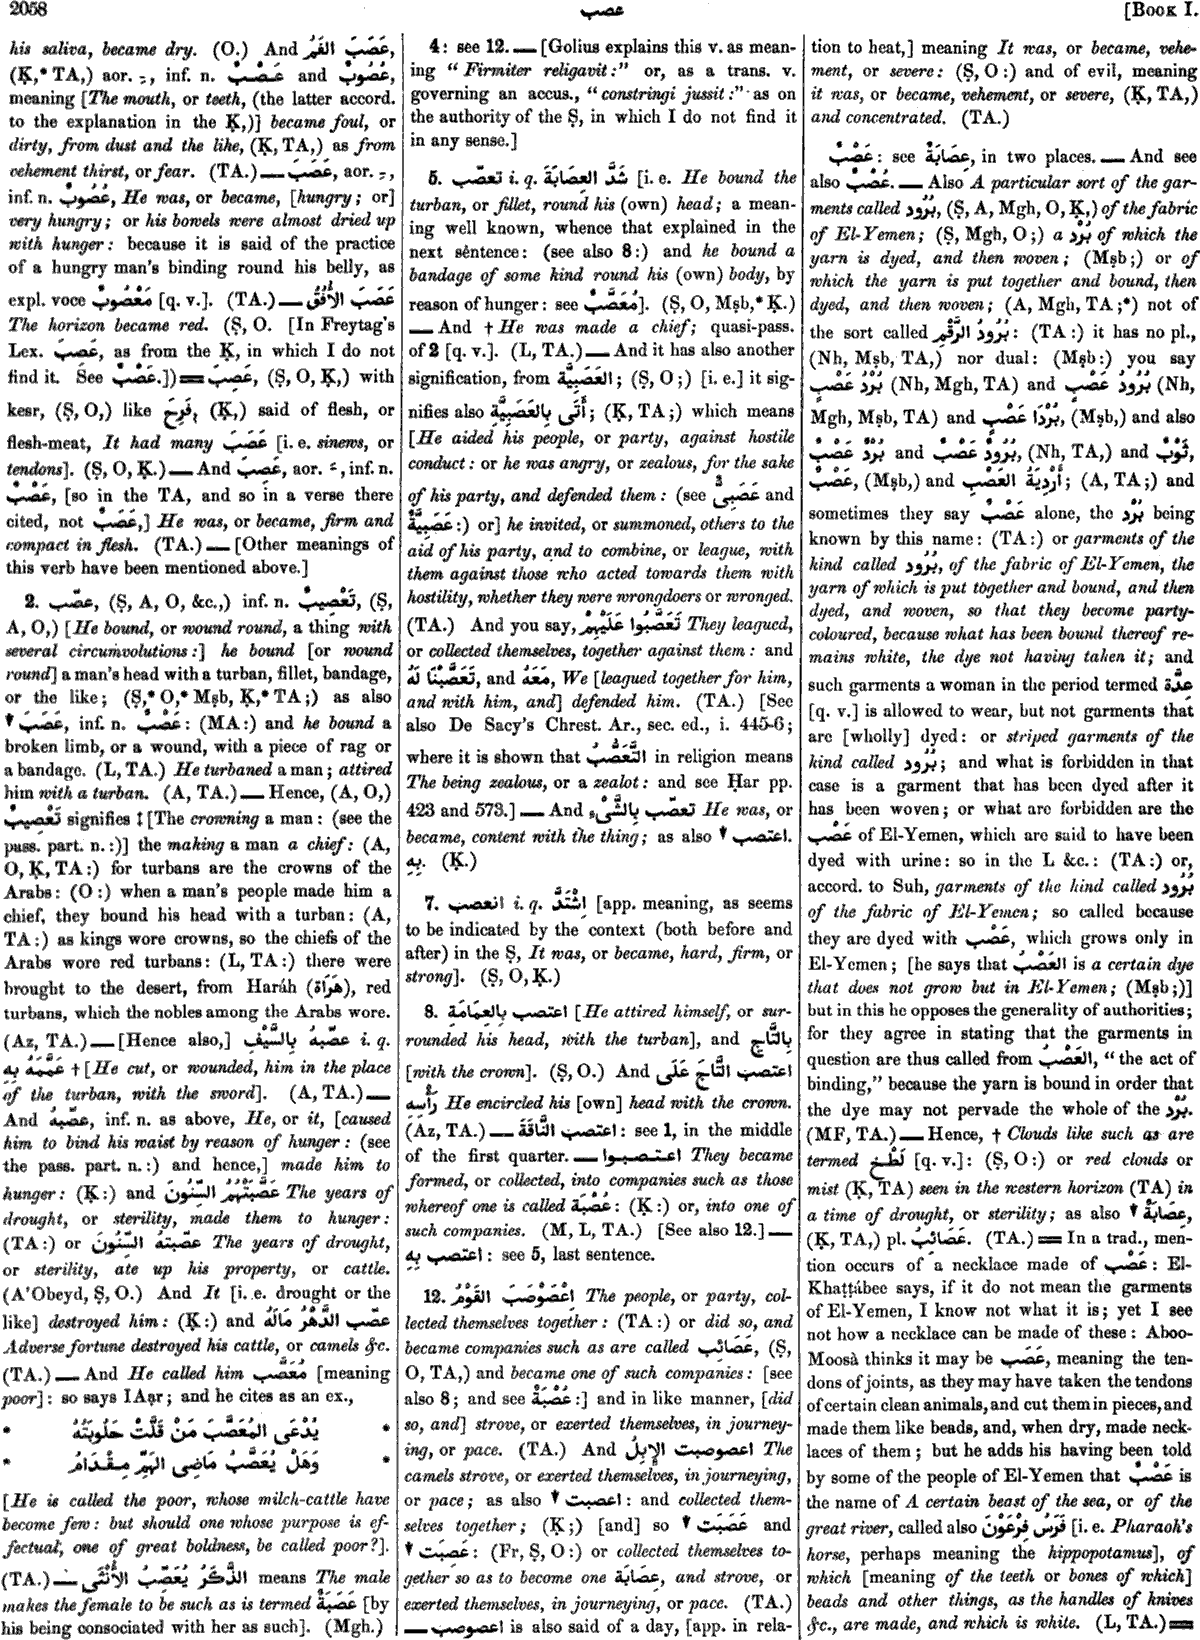 2058
عصب
[BOOK I.
his saliva, became dry. (O.) And عَصَبَ الفَمُ,
(Ḳ,* TA,) aor. ـِ, inf. n. عَصْبٌ and عُصُوبٌ,
meaning [The mouth, or teeth, (the latter accord.
to the explanation in the Ḳ,)] became foul, or
dirty, from dust and the like, (Ḳ, TA,) as from
vehement thirst, or fear. (TA.) — عَصَبَ, aor. ـِ,
inf. n. عُصُوبٌ, He was, or became, [hungry; or]
very hungry; or his bowels were almost dried up
with hunger: because it is said of the practice
of a hungry man's binding round his belly, as
expl. voce مَعْصُوبٌ [q. v.]. (TA.) — عَصَبَ الأُفُقُ
The horizon became red. (Ṣ, O. [In Freytag's
Lex. عَصِبَ, as from the Ḳ, in which I do not
find it. See عَصْبٌ.]) = عَصِبَ, (Ṣ, O, Ḳ,) with
kesr, (Ṣ, O,) like فَرِحَ, (Ḳ,) said of flesh, or
flesh-meat, It had many عَصَب [i. e. sinews, or
tendons]. (Ṣ, O, Ḳ.) — And عَصِبَ, aor. ـَ, inf. n.
عَصْبٌ, [so in the TA, and so in a verse there
cited, not عَصَبٌ,] He was, or became, firm and
compact in flesh. (TA.) — [Other meanings of
this verb have been mentioned above.]
2. عصّب, (Ṣ, A, O, &c.,) inf. n. تَعْصِيبٌ, (Ṣ,
A, O,) [He bound, or wound round, a thing with
several circumvolutions:] he bound [or wound
round] a man's head with a turban, fillet, bandage,
or the like; (Ṣ,* O,* Mṣb, Ḳ,* TA;) as also
▼ عَصَبَ, inf. n. عَصْبٌ: (MA:) and he bound a
broken limb, or a wound, with a piece of rag or
a bandage. (L, TA.) He turbaned a man; attired
him with a turban. (A, TA.) — Hence, (A, O,)
تَعْصِيبٌ signifies ‡ [The crowning a man: (see the
pass. part. n.:)] the making a man a chief: (A,
O, Ḳ, TA:) for turbans are the crowns of the
Arabs: (O:) when a man's people made him a
chief, they bound his head with a turban: (A,
TA:) as kings wore crowns, so the chiefs of the
Arabs wore red turbans: (L, TA:) there were
brought to the desert, from Haráh (هَرَاة), red
turbans, which the nobles among the Arabs wore.
(Az, TA.) — [Hence also,] عصّبهُ بِالسَّيْفِ i. q.
عَمَّمَهُ بِهِ † [He cut, or wounded, him in the place
of the turban, with the sword]. (A, TA.) —
And عصّبهُ, inf. n. as above, He, or it, [caused
him to bind his waist by reason of hunger: (see
the pass. part. n.:) and hence,] made him to
hunger: (Ḳ:) and عَصَّبَتْهُمُ السِّنُونَ The years of
drought, or sterility, made them to hunger:
(TA:) or عصّبتهُ السِّنُونَ The years of drought,
or sterility, ate up his property, or cattle.
(A'Obeyd, Ṣ, O.) And It [i. e. drought or the
like] destroyed him: (Ḳ:) and عصّب الدَّهْرُ مَالَهُ
Adverse fortune destroyed his cattle, or camels &c.
(TA.) — And He called him مُعَصَّب [meaning
poor]: so says IAạr; and he cites as an ex.,
* يُدْعَى المُعَصَّبَ مَنْ قَلَّتْ حَلُوبَتُهُ *
* وَهَلْ يُعَصَّبُ مَاضِى الهَمِّ مِقْدَامُ *
[He is called the poor, whose milch-cattle have
become few: but should one whose purpose is ef-
fectual, one of great boldness, be called poor?].
(TA.) — الذَّكَرُ يُعَصِّبُ الأُنْثَى means The male
makes the female to be such as is termed عَصَبَة [by
his being consociated with her as such]. (Mgh.)
4: see 12. — [Golius explains this v. as mean-
ing “Firmiter religavit:” or, as a trans. v.
governing an accus., “constringi jussit:” as on
the authority of the Ṣ, in which I do not find it
in any sense.]
5. تعصّب i. q. شَدَّ العِصَابَةَ [i. e. He bound the
turban, or fillet, round his (own) head; a mean-
ing well known, whence that explained in the
next sentence: (see also 8:) and he bound a
bandage of some kind round his (own) body, by
reason of hunger: see مُعَصَّبٌ]. (Ṣ, O, Mṣb,* Ḳ.)
— And † He was made a chief; quasi-pass.
of 2 [q. v.]. (L, TA.) — And it has also another
signification, from العَصَبِيَّة; (Ṣ, O;) [i. e.] it sig-
nifies also أَتَى بِالعَصَبِيَّةِ; (Ḳ, TA;) which means
[He aided his people, or party, against hostile
conduct: or he was angry, or zealous, for the sake
of his party, and defended them: (see عَصَبِىٌّ and
عَصَبِيَّةٌ:) or] he invited, or summoned, others to the
aid of his party, and to combine, or league, with
them against those who acted towards them with
hostility, whether they were wrongdoers or wronged.
(TA.) And you say, تَعَصَّبُوا عَلَيْهِمْ They leagued,
or collected themselves, together against them: and
تَعَصَّبْنَا لَهُ, and مَعَهُ, We [leagued together for him,
and with him, and] defended him. (TA.) [See
also De Sacy's Chrest. Ar., sec. ed., i. 445-6;
where it is shown that التَّعَصُّبُ in religion means
The being zealous, or a zealot: and see Ḥar pp.
423 and 573.] — And تعصّب بِالشَّىْءِ He was, or
became, content with the thing; as also ▼ اعتصب
بِهِ. (Ḳ.)
7. انعصب i. q. اِشْتَدَّ [app. meaning, as seems
to be indicated by the context (both before and
after) in the Ṣ, It was, or became, hard, firm, or
strong]. (Ṣ, O, Ḳ.)
8. اعتصب بِالعِمَامَةِ [He attired himself, or sur-
rounded his head, with the turban], and بِالتَّاجِ
[with the crown]. (Ṣ, O.) And اعتصب التَّاجَ عَلَى
رَأْسِهِ He encircled his [own] head with the crown.
(Az, TA.) — اعتصب النَّاقَةَ: see 1, in the middle
of the first quarter. — اعتصبوا They became
formed, or collected, into companies such as those
whereof one is called عُصْبَة: (Ḳ:) or, into one of
such companies. (M, L, TA.) [See also 12.] —
اعتصب بِهِ: see 5, last sentence.
12. اِعْصَوْصَبَ القَوْمُ The people, or party, col-
lected themselves together: (TA:) or did so, and
became companies such as are called عَصَائِب, (Ṣ,
O, TA,) and became one of such companies: [see
also 8; and see عُصْبَةٌ:] and in like manner, [did
so, and] strove, or exerted themselves, in journey-
ing, or pace. (TA.) And اعصوصبت الإِبِلُ The
camels strove, or exerted themselves, in journeying,
or pace; as also ▼ اعصبت: and collected them-
selves together; (Ḳ;) [and] so ▼ عَصَبَت and
▼ عَصِبَت: (Fr, Ṣ, O:) or collected themselves to-
gether so as to become one عِصَابَة, and strove, or
exerted themselves, in journeying, or pace. (TA.)
— اعصوصب is also said of a day, [app. in rela-
tion to heat,] meaning It was, or became, vehe-
ment, or severe: (Ṣ, O:) and of evil, meaning
it was, or became, vehement, or severe, (Ḳ, TA,)
and concentrated. (TA.)
عَصْبٌ: see عِصَابَةٌ, in two places. — And see
also عُصْبٌ. — Also A particular sort of the gar-
ments called بُرُود, (Ṣ, A, Mgh, O, Ḳ,) of the fabric
of El-Yemen; (Ṣ, Mgh, O;) a بُرْد of which the
yarn is dyed, and then woven; (Mṣb;) or of
which the yarn is put together and bound, then
dyed, and then woven; (A, Mgh, TA;*) not of
the sort called بُرُودُ الرَّقْمِ: (TA:) it has no pl.,
(Nh, Mṣb, TA,) nor dual: (Mṣb:) you say
بُرْدُ عَصْبٍ (Nh, Mgh, TA) and بُرُودُ عَصْبٍ (Nh,
Mgh, Mṣb, TA) and بُرْدَا عَصْبٍ, (Mṣb,) and also
بُرْدٌ عَصْبٌ and بُرُودٌ عَصْبٌ, (Nh, TA,) and ثَوْبٌ
عَصْبٌ, (Mṣb,) and أَرْدِيَةُ العَصْبِ; (A, TA;) and
sometimes they say عَصْبٌ alone, the بُرْد being
known by this name: (TA:) or garments of the
kind called بُرُود, of the fabric of El-Yemen, the
yarn of which is put together and bound, and then
dyed, and woven, so that they become party-
coloured, because what has been bound thereof re-
mains white, the dye not having taken it; and
such garments a woman in the period termed عِدَّة
[q. v.] is allowed to wear, but not garments that
are [wholly] dyed: or striped garments of the
kind called بُرُود; and what is forbidden in that
case is a garment that has been dyed after it
has been woven; or what are forbidden are the
عَصْب of El-Yemen, which are said to have been
dyed with urine: so in the L &c.: (TA:) or,
accord. to Suh, garments of the kind called بُرُود
of the fabric of El-Yemen; so called because
they are dyed with عَصْب, which grows only in
El-Yemen; [he says that العَصْبُ is a certain dye
that does not grow but in El-Yemen; (Mṣb;)]
but in this he opposes the generality of authorities;
for they agree in stating that the garments in
question are thus called from العَصْبُ, “the act of
binding,” because the yarn is bound in order that
the dye may not pervade the whole of the بُرْد.
(MF, TA.) — Hence, † Clouds like such as are
termed لَطْخ [q. v.]: (Ṣ, O:) or red clouds or
mist (Ḳ, TA) seen in the western horizon (TA) in
a time of drought, or sterility; as also ▼ عِصَابَةٌ,
(Ḳ, TA,) pl. عَصَائِبُ. (TA.) = In a trad., men-
tion occurs of a necklace made of عَصْب: El-
Khaṭṭábee says, if it do not mean the garments
of El-Yemen, I know not what it is; yet I see
not how a necklace can be made of these: Aboo-
Moosà thinks it may be عَصَب, meaning the ten-
dons of joints, as they may have taken the tendons
of certain clean animals, and cut them in pieces, and
made them like beads, and, when dry, made neck-
laces of them; but he adds his having been told
by some of the people of El-Yemen that عَصْبٌ is
the name of A certain beast of the sea, or of the
great river, called also فَرَسُ فِرْعَوْنَ [i. e. Pharaoh's
horse, perhaps meaning the hippopotamus], of
which [meaning of the teeth or bones of which]
beads and other things, as the handles of knives
&c., are made, and which is white. (L, TA.) =